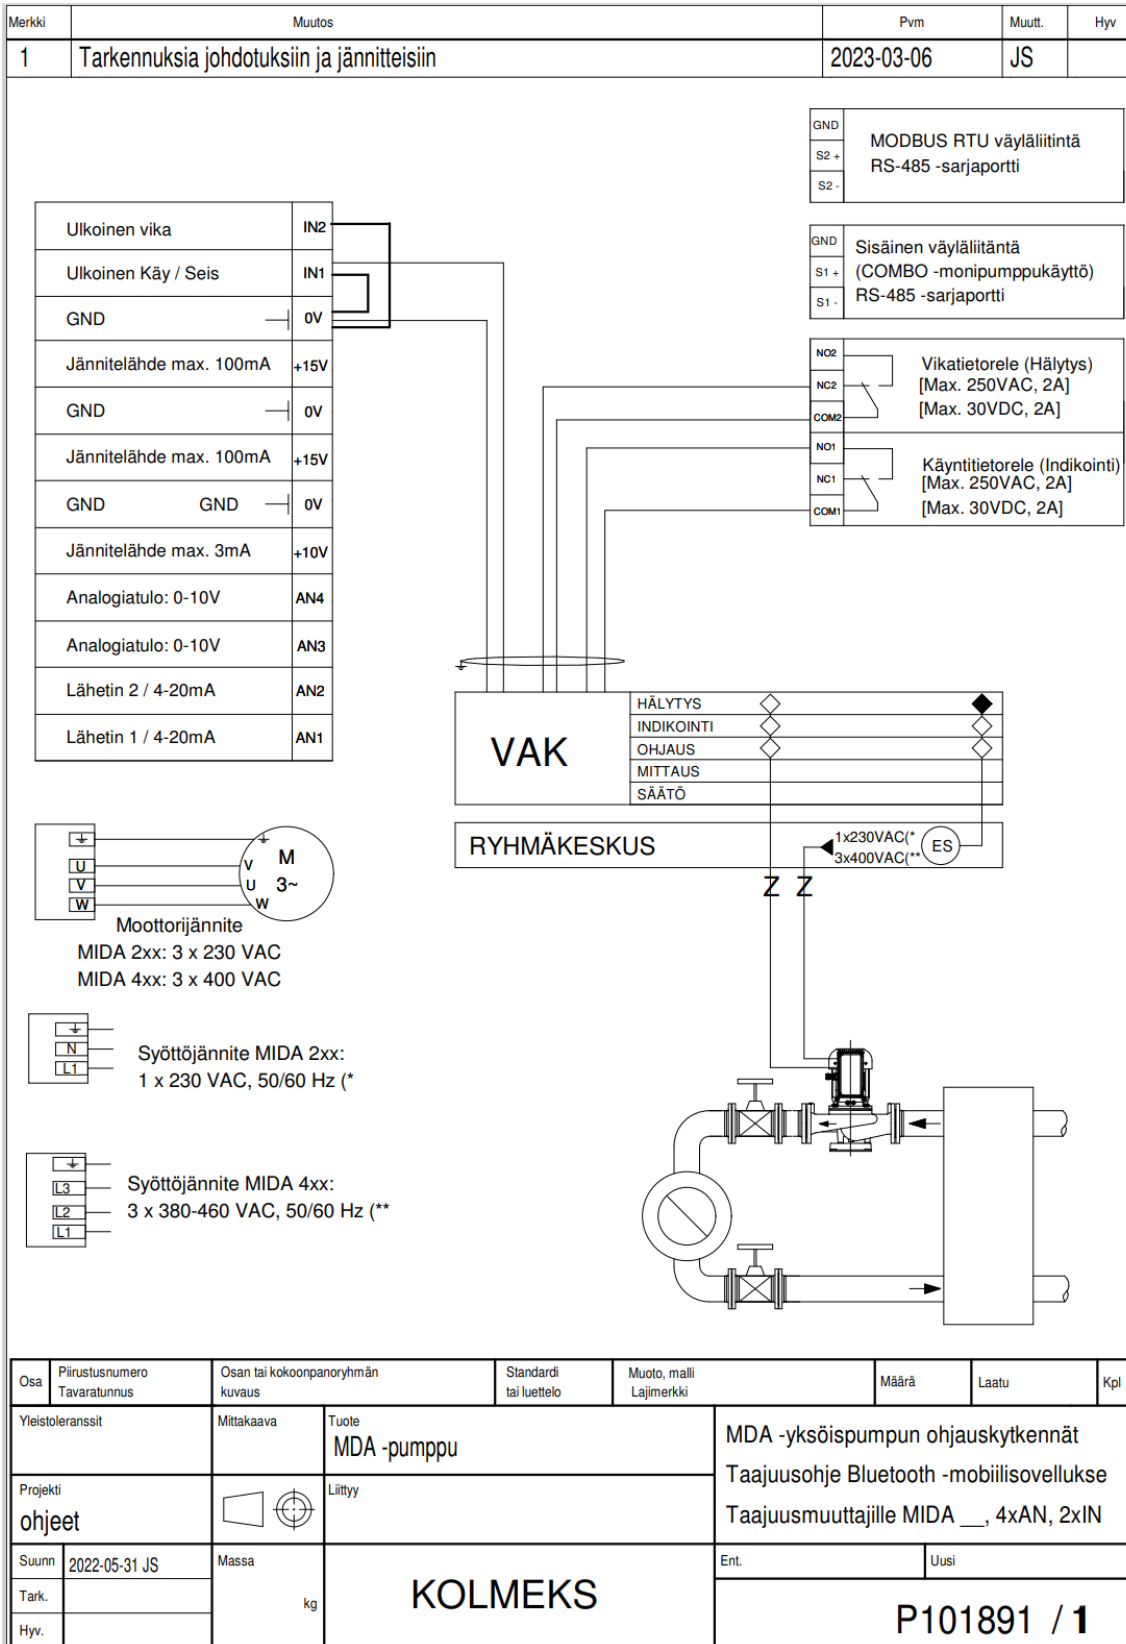 Merkki Muutos Pvm Muutt. Hyv
1 Tarkennuksia johdotuksiin ja jännitteisiin 2023-03-06 JS
GND
S2 +
S2 -
MODBUS RTU väyläliitintä
RS-485 -sarjaportti
GND
S1 +
S1 -
Sisäinen väyläliitäntä
(COMBO -monipumppukäyttö)
RS-485 -sarjaportti
Ulkoinen vika IN2
Ulkoinen Käy / Seis IN1
GND 0V
Jännitelähde max. 100mA +15V
GND 0V
Jännitelähde max. 100mA +15V
GND GND 0V
Jännitelähde max. 3mA +10V
Analogiatulo: 0-10V AN4
Analogiatulo: 0-10V AN3
Lähetin 2 / 4-20mA AN2
Lähetin 1 / 4-20mA AN1
NO2
NC2
COM2
Vikatietorele (Hälytys)
[Max. 250VAC, 2A]
[Max. 30VDC, 2A]
NO1
NC1
COM1
Käyntitietorele (Indikointi)
[Max. 250VAC, 2A]
[Max. 30VDC, 2A]
VAK
HÄLYTYS
INDIKOINTI
OHJAUS
MITTAUS
SÄÄTÖ
RYHMÄKESKUS
1x230VAC(*
3x400VAC(**
ES
Z Z
U
V
W
V
U
W
M
3~
Moottorijännite
MIDA 2xx: 3 x 230 VAC
MIDA 4xx: 3 x 400 VAC
N
L1
Syöttöjännite MIDA 2xx:
1 x 230 VAC, 50/60 Hz (*
L3
L2
L1
Syöttöjännite MIDA 4xx:
3 x 380-460 VAC, 50/60 Hz (**
Osa
Piirustusnumero
Tavaratunnus
Osan tai kokoonpanoryhmän
kuvaus
Standardi
tai luettelo
Muoto, malli
Lajimerkki
Määrä
Laatu
Kpl
Yleistoleranssit
Mittakaava
Tuote
MDA -pumppu
MDA -yksöispumpun ohjauskytkennät
Taajuusohje Bluetooth -mobiilisovellukse
Taajuusmuuttajille MIDA __, 4xAN, 2xIN
Projekti
ohjeet
Liittyy
Suunn 2022-05-31 JS
Tark.
Hyv.
Massa
kg
KOLMEKS
Ent.
Uusi
P101891 / 1